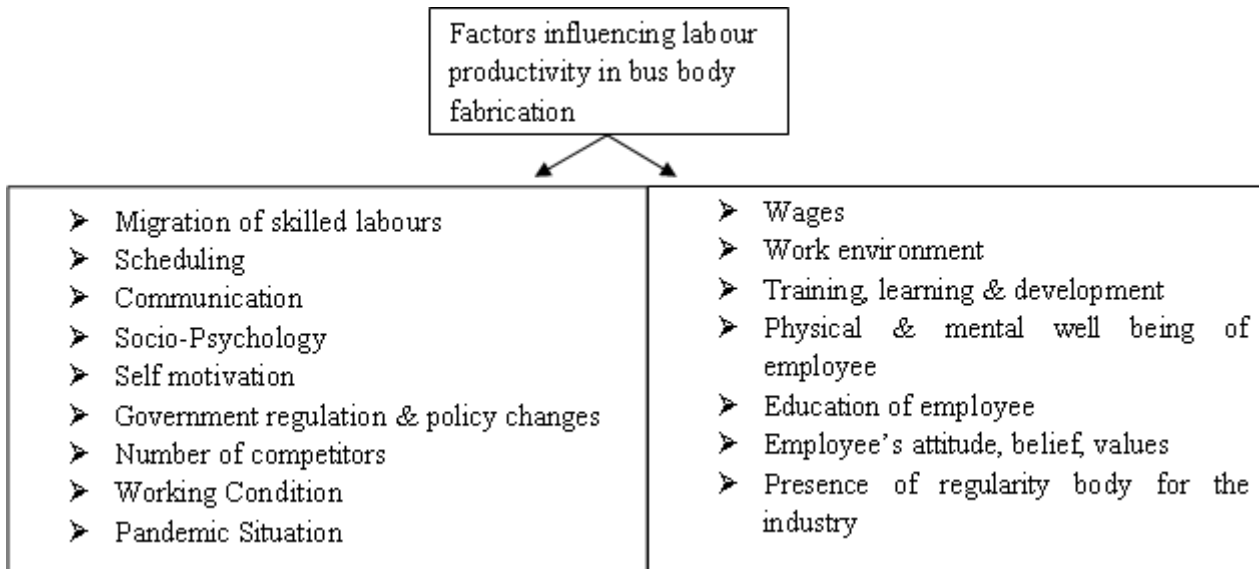 Factors influencing labour
productivity in bus body
fabrication
➤ Migration of skilled labours
➤ Scheduling
➤ Communication
➤ Socio-Psychology
➤ Self motivation
➤ Government regulation & policy changes
➤ Number of competitors
➤ Working Condition
➤ Pandemic Situation
➤ Wages
➤ Work environment
➤ Training, learning & development
➤ Physical & mental well being of
employee
➤ Education of employee
➤ Employee's attitude, belief, values
➤ Presence of regularity body for the
industry